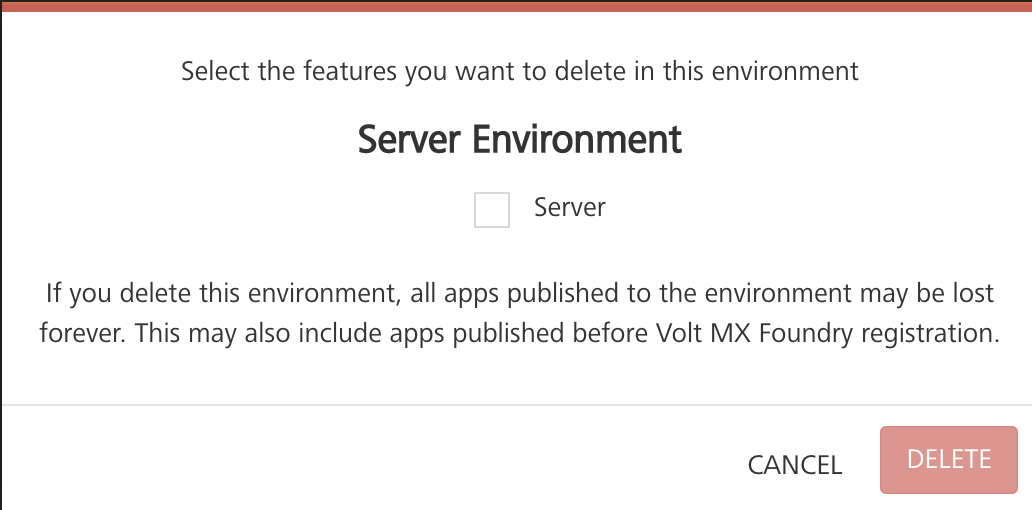 Select the features you want to delete in this environment
Server Environment
Server
If you delete this environment, all apps published to the environment may be lost
forever. This may also include apps published before Volt MX Foundry registration.
CANCEL
DELETE